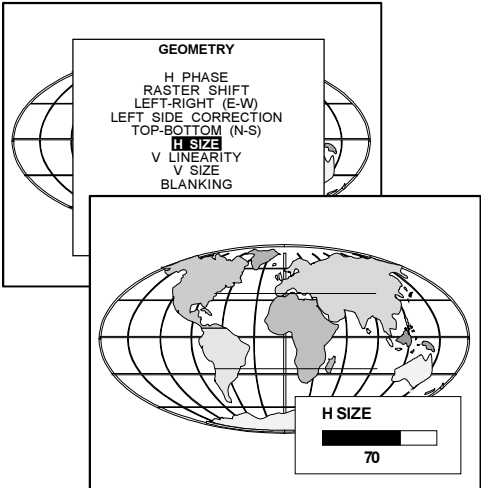 GEOMETRY
H PHASE
RASTER SHIFT
LEFT-RIGHT (E-W)
LEFT SIDE CORRECTION
TOP-BOTTOM (N-S)
H SIZE
V LINEARITY
V SIZE
BLANKING
H SIZE
70